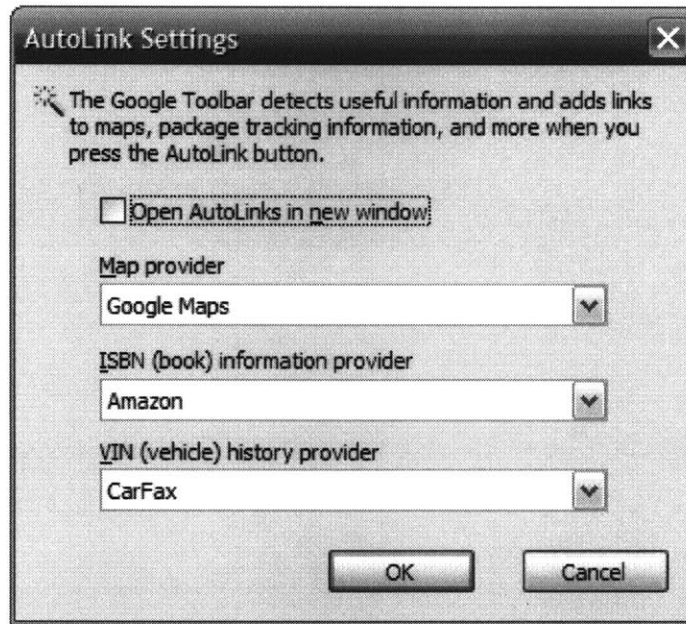 AutoLink Settings
The Google Toolbar detects useful information and adds links
to maps, package tracking information, and more when you
press the AutoLink button.
Open AutoLinks in new window
Map provider
Google Maps
ISBN (book) information provider
Amazon
VIN (vehicle) history provider
CarFax
OK Cancel